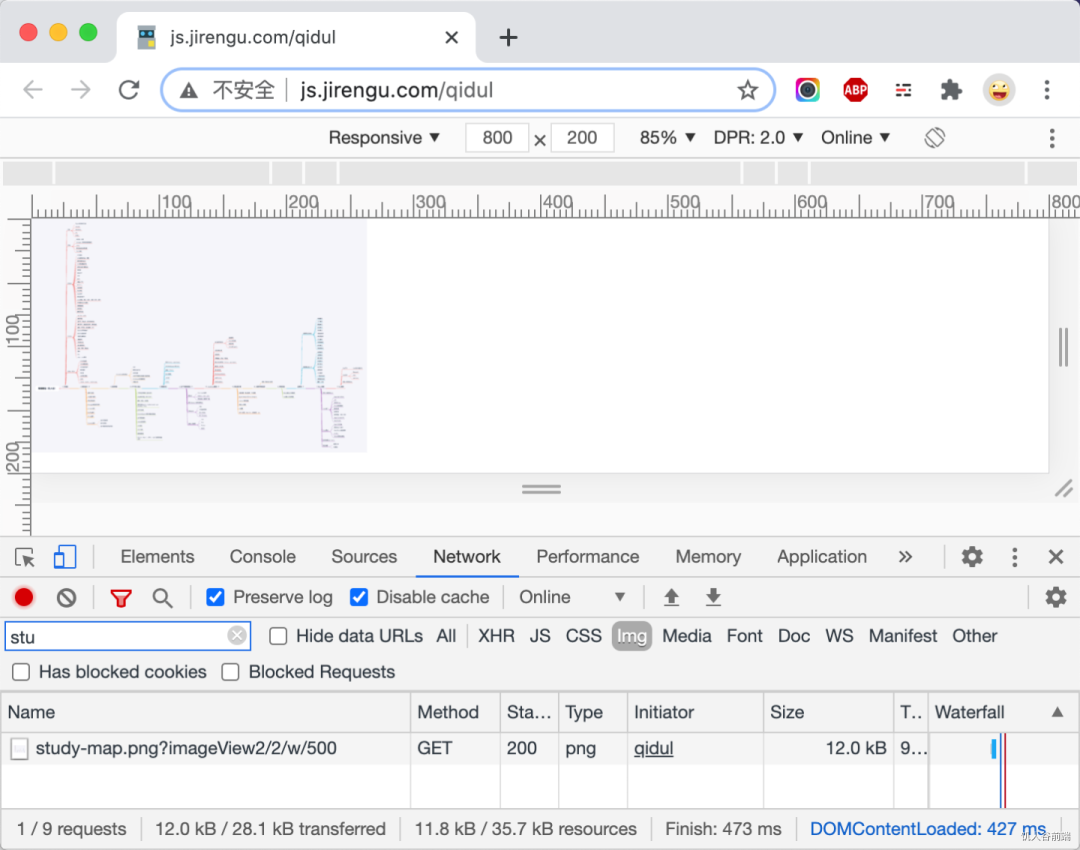 js.jirengu.com/qidul
不安全 js.jirengu.com/qidul
Responsive ▼ 800 × 200 85% ▼ DPR: 2.0 ▼ Online ▼
100 200 300 400 500 600 700 800
100
200
Elements Console Sources Network Performance Memory Application »
Preserve log Disable cache Online ▼
stu Hide data URLs All XHR JS CSS Img Media Font Doc WS Manifest Other
Has blocked cookies Blocked Requests
Name Method Sta... Type Initiator Size T.. Waterfall ▲
study-map.png?imageView2/2/w/500 GET 200 png qidul 12.0 kB 9...
1 / 9 requests 12.0 kB / 28.1 kB transferred 11.8 kB / 35.7 kB resources Finish: 473 ms DOMContentLoaded: 427 ms
ABP